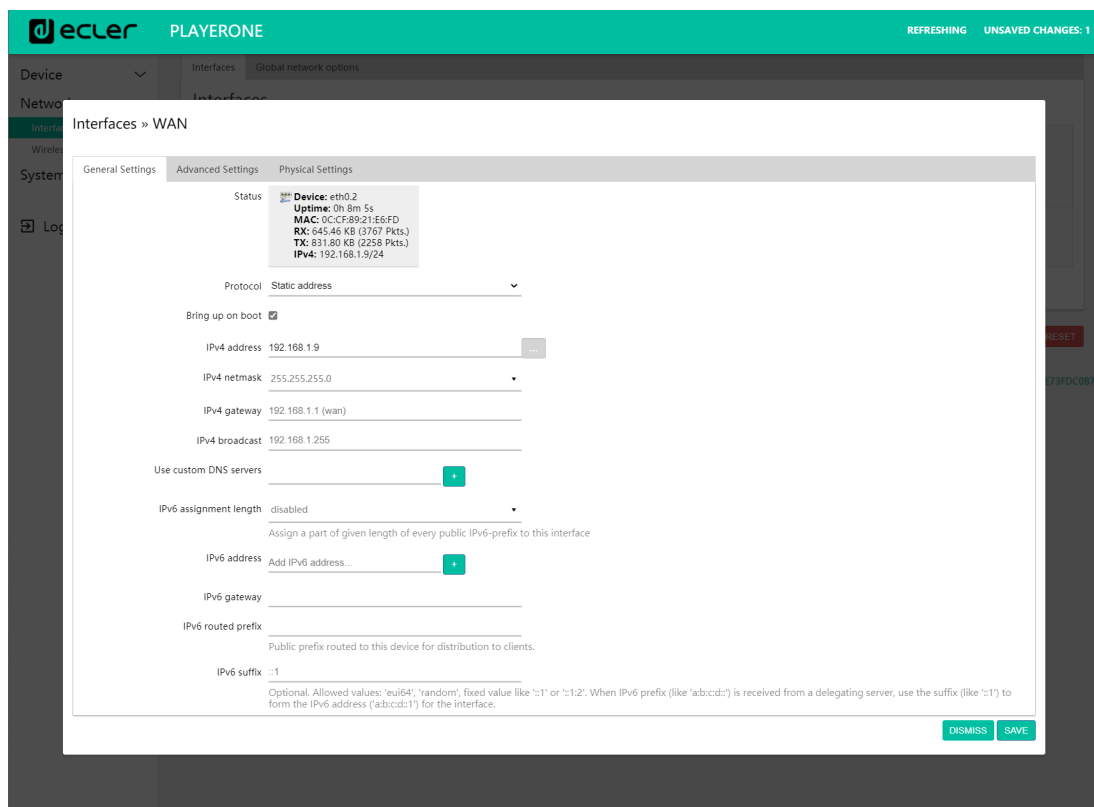 ecler PLAYERONE REFRESHING UNSAVED CHANGES: 1
Device
Interfaces Global network options
Interfaces
Interfaces » WAN
General Settings Advanced Settings Physical Settings
Status
Device: eth0.2
Uptime: 0h 8m 5s
MAC: 0C:CF:89:21:E6:FD
RX: 645.46 KB (3767 Pkts.)
TX: 831.80 KB (2258 Pkts.)
IPv4: 192.168.1.9/24
Protocol Static address
Bring up on boot
IPv4 address 192.168.1.9 ...
IPv4 netmask 255.255.255.0
IPv4 gateway 192.168.1.1 (wan)
IPv4 broadcast 192.168.1.255
Use custom DNS servers +
IPv6 assignment length disabled
Assign a part of given length of every public IPv6-prefix to this interface
IPv6 address Add IPv6 address... +
IPv6 gateway
IPv6 routed prefix
Public prefix routed to this device for distribution to clients.
IPv6 suffix ::1
Optional. Allowed values: 'eui64', 'random', fixed value like '::1' or '::1:2'. When IPv6 prefix (like 'a:b:c:d::') is received from a delegating server, use the suffix (like '::1') to
form the IPv6 address ('a:b:c:d::1') for the interface.
DISMISS SAVE
Netwo
Interfa
Wireles
System
Log
RESET
E73FDC0B7